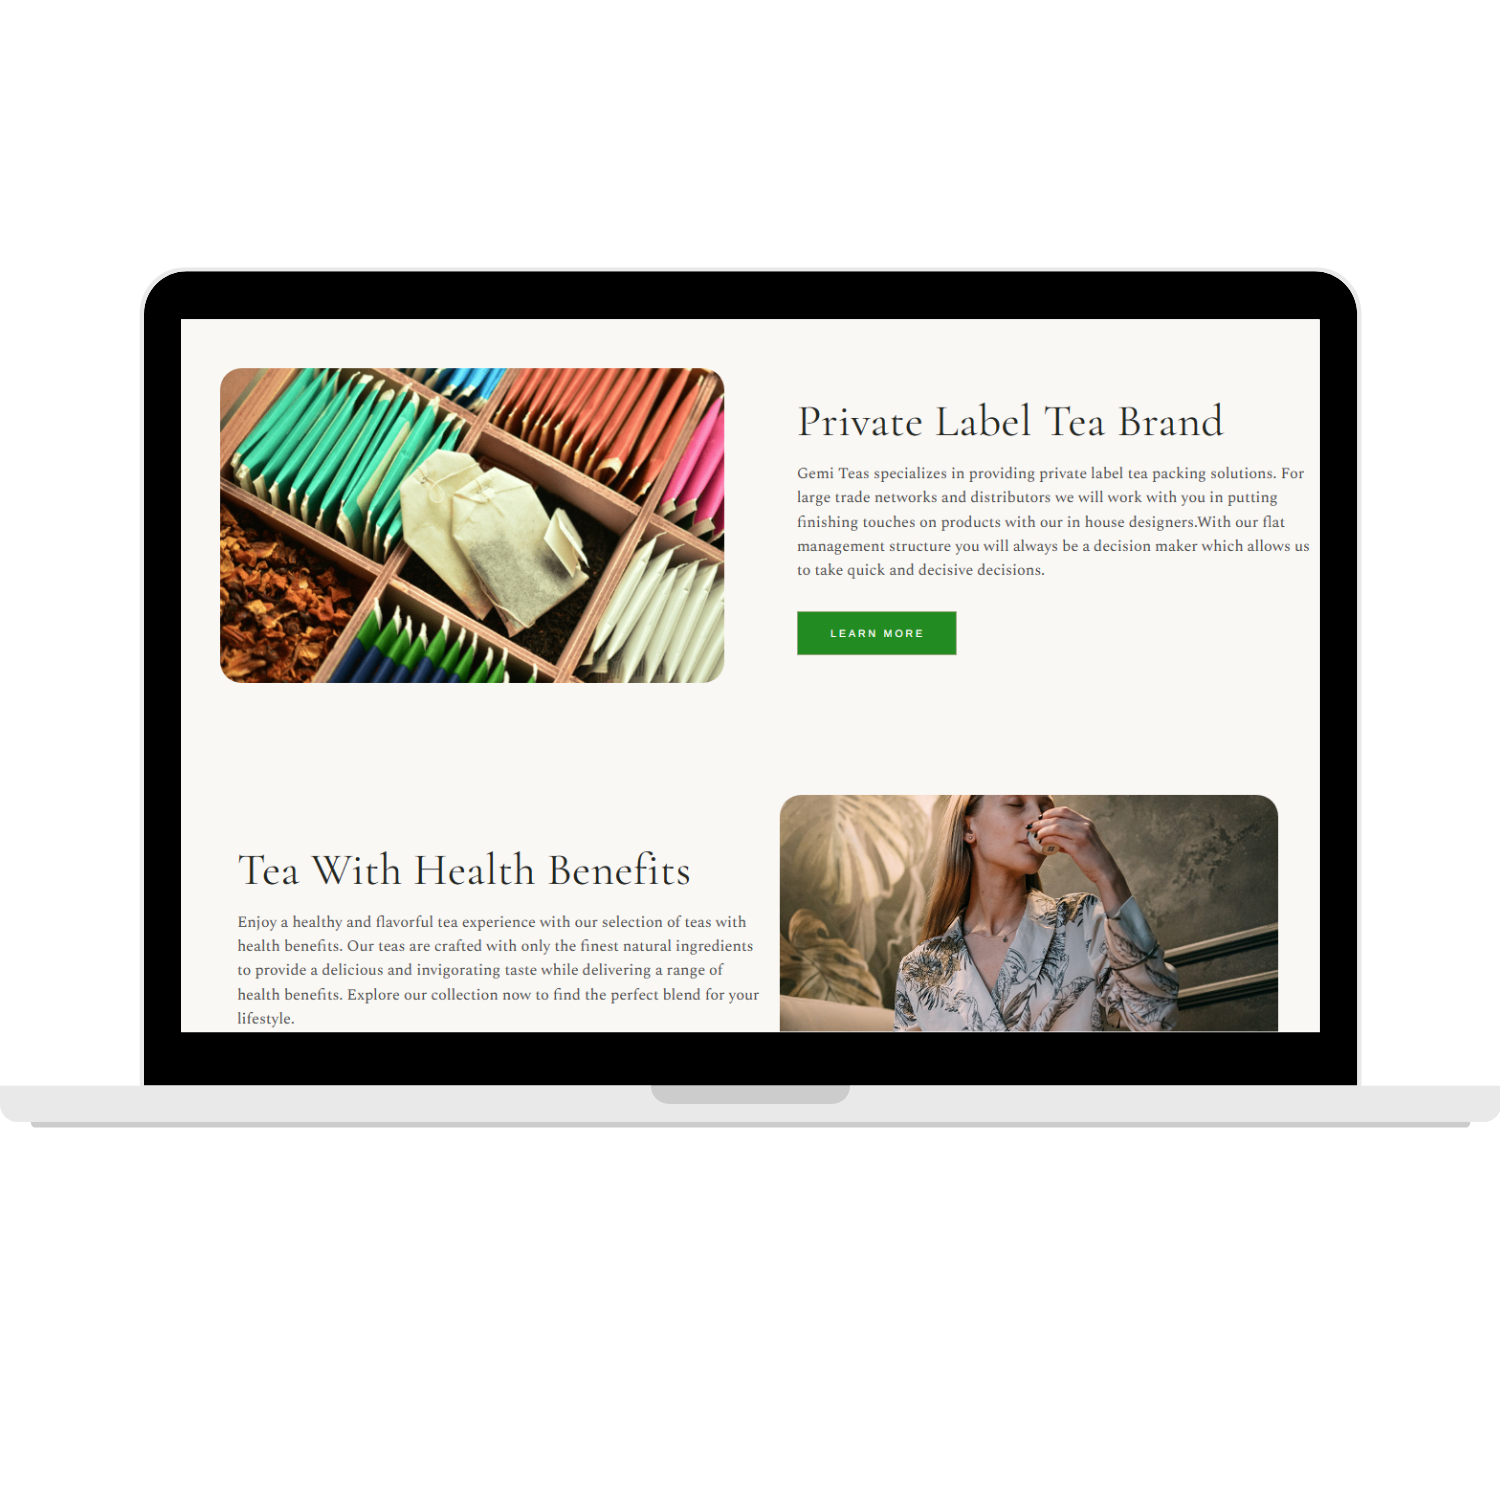 Private Label Tea Brand
Gemi Teas specializes in providing private label tea packing solutions. For
large trade networks and distributors we will work with you in putting
finishing touches on products with our in house designers.With our flat
management structure you will always be a decision maker which allows us
to take quick and decisive decisions.
LEARN MORE
Tea With Health Benefits
Enjoy a healthy and flavorful tea experience with our selection of teas with
health benefits. Our teas are crafted with only the finest natural ingredients
to provide a delicious and invigorating taste while delivering a range of
health benefits. Explore our collection now to find the perfect blend for your
lifestyle.